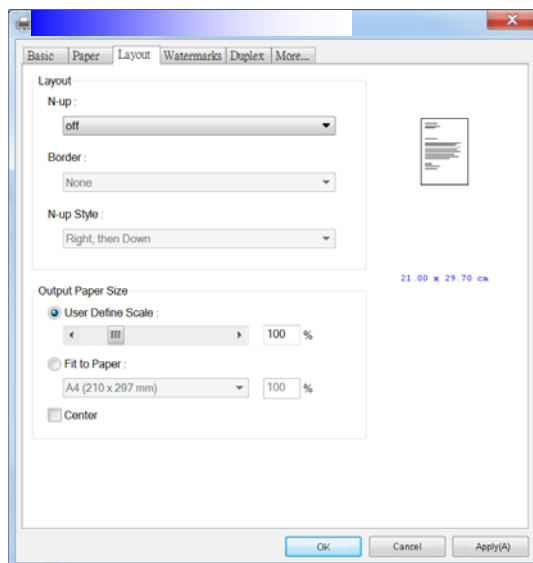 Basic Paper Layout Watermarks Duplex More...
Layout
N-up :
off
Border :
None
N-up Style :
Right, then Down
21.00 x 29.70 cm
Output Paper Size
User Define Scale :
100 %
Fit to Paper :
A4 (210 x 297 mm) 100 %
Center
OK Cancel Apply(A)